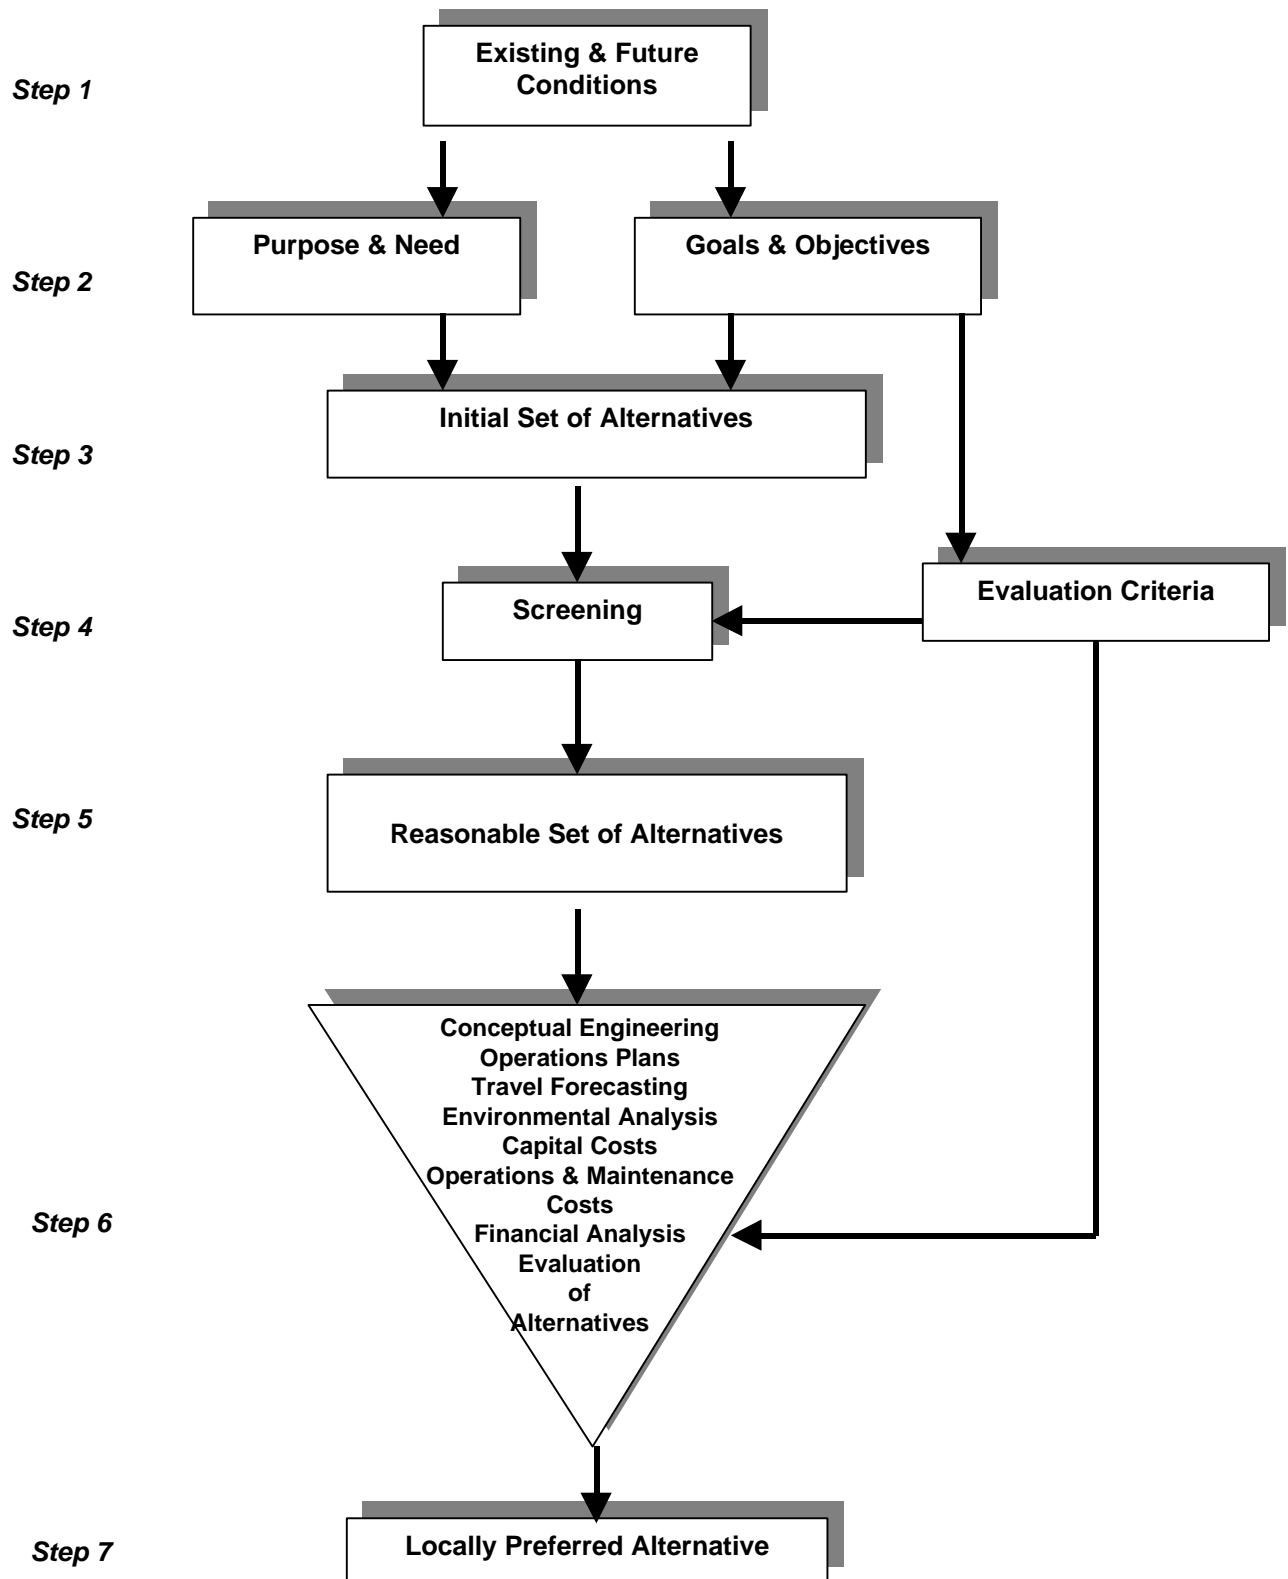 Step 1
Existing & Future
Conditions
Step 2
Purpose & Need
Goals & Objectives
Step 3
Initial Set of Alternatives
Step 4
Screening
Evaluation Criteria
Step 5
Reasonable Set of Alternatives
Step 6
Conceptual Engineering
Operations Plans
Travel Forecasting
Environmental Analysis
Capital Costs
Operations & Maintenance
Costs
Financial Analysis
Evaluation
of
Alternatives
Step 7
Locally Preferred Alternative